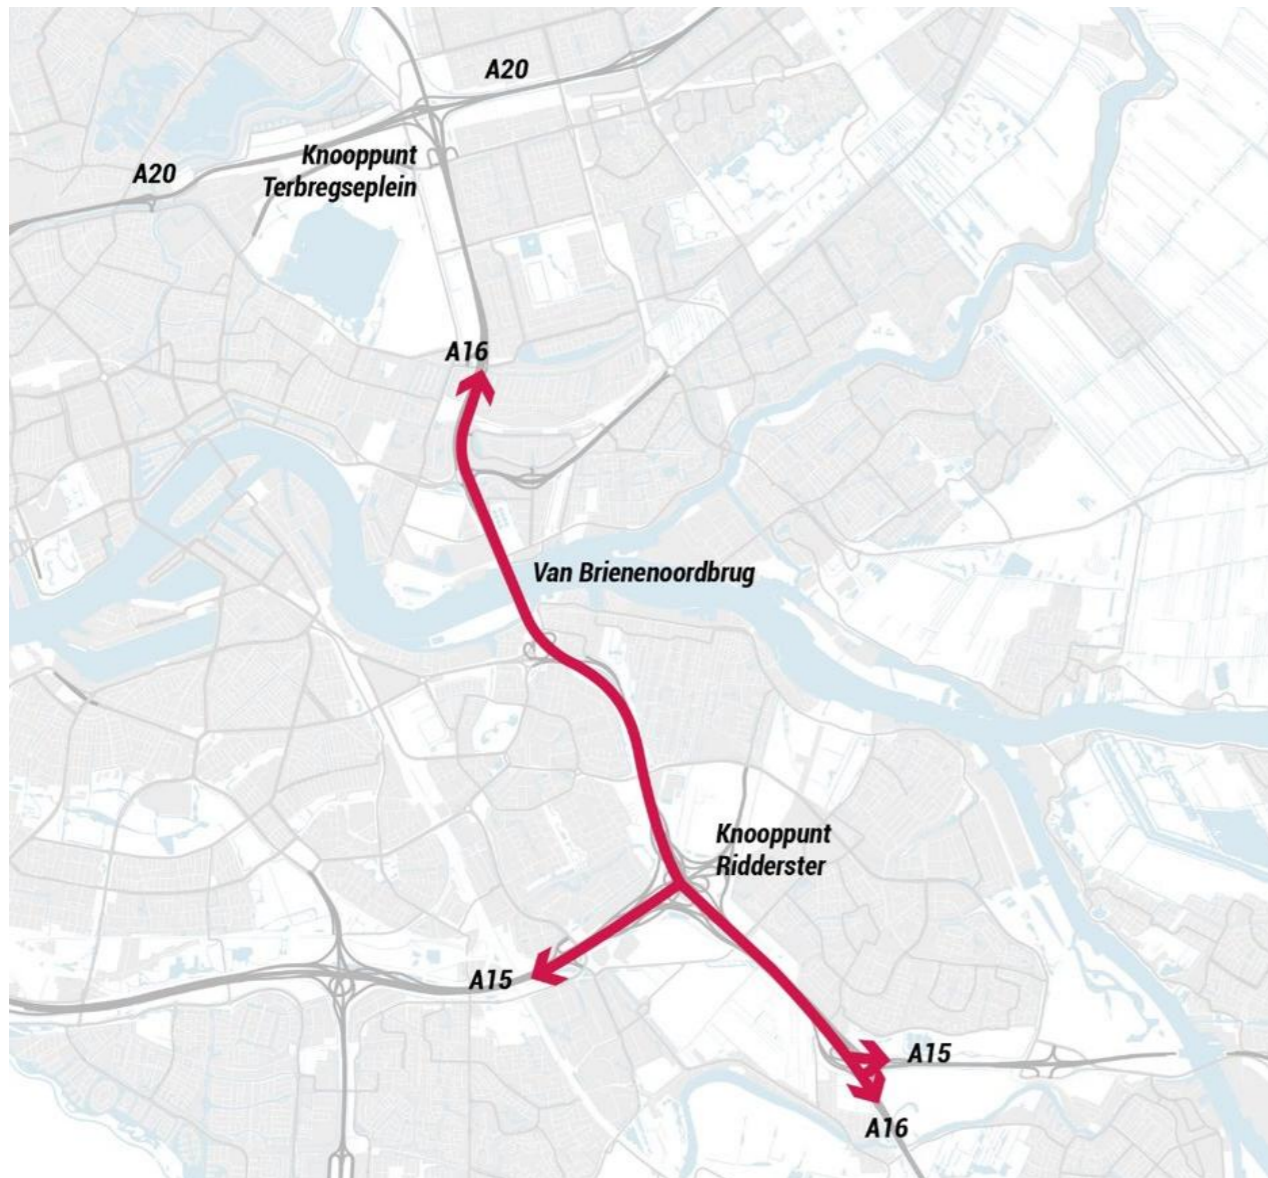 A20
A20
Knooppunt
Terbregseplein
A16
Van Brienenoordbrug
Knooppunt
Ridderster
A15
A15
A16